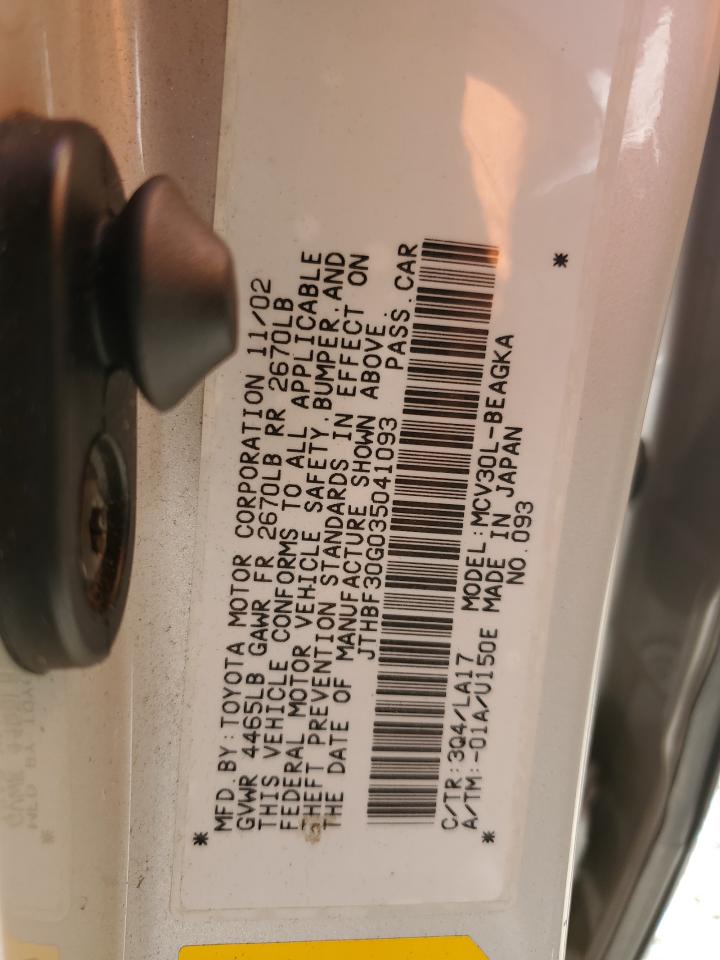 *
MFD.BY:TOYOTA MOTOR CORPORATION 11/02
GVWR 4465LB GAWR FR 2670LB RR 2670LB
THIS VEHICLE CONFORMS TO ALL APPLICABLE
FEDERAL MOTOR VEHICLE SAFETY,BUMPER,AND
THEFT PREVENTION STANDARDS IN EFFECT ON
THE DATE OF MANUFACTURE SHOWN ABOVE.
JTHBF30G035041093 PASS.CAR
C/TR:3Q4/LA17 MODEL:MCV30L-BEAGKA
A/TM:-01A/U150E MADE IN JAPAN
* NO.093 *